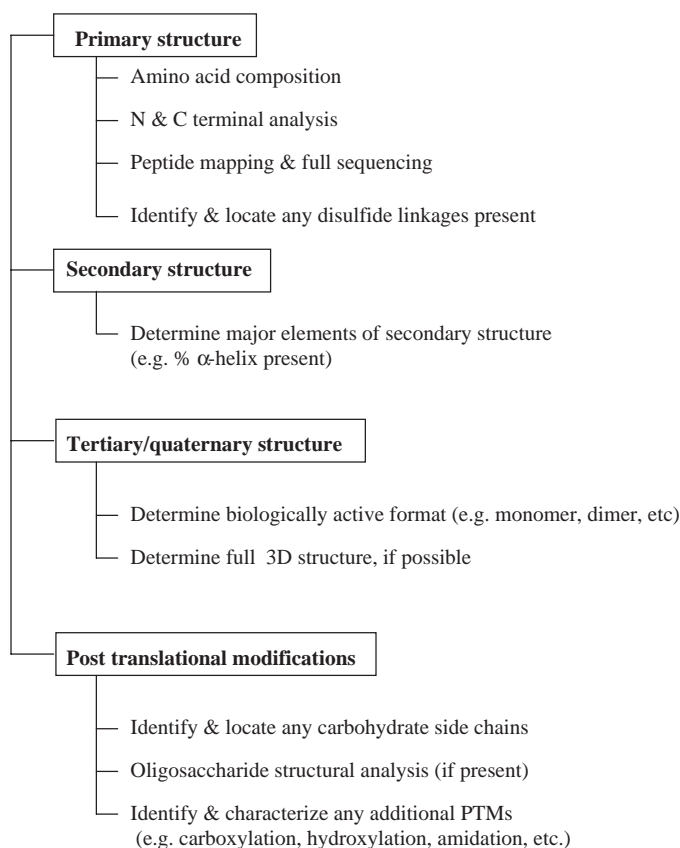 Primary structure
Amino acid composition
N & C terminal analysis
Peptide mapping & full sequencing
Identify & locate any disulfide linkages present
Secondary structure
Determine major elements of secondary structure
(e.g. % α-helix present)
Tertiary/quaternary structure
Determine biologically active format (e.g. monomer, dimer, etc)
Determine full 3D structure, if possible
Post translational modifications
Identify & locate any carbohydrate side chains
Oligosaccharide structural analysis (if present)
Identify & characterize any additional PTMs
(e.g. carboxylation, hydroxylation, amidation, etc.)